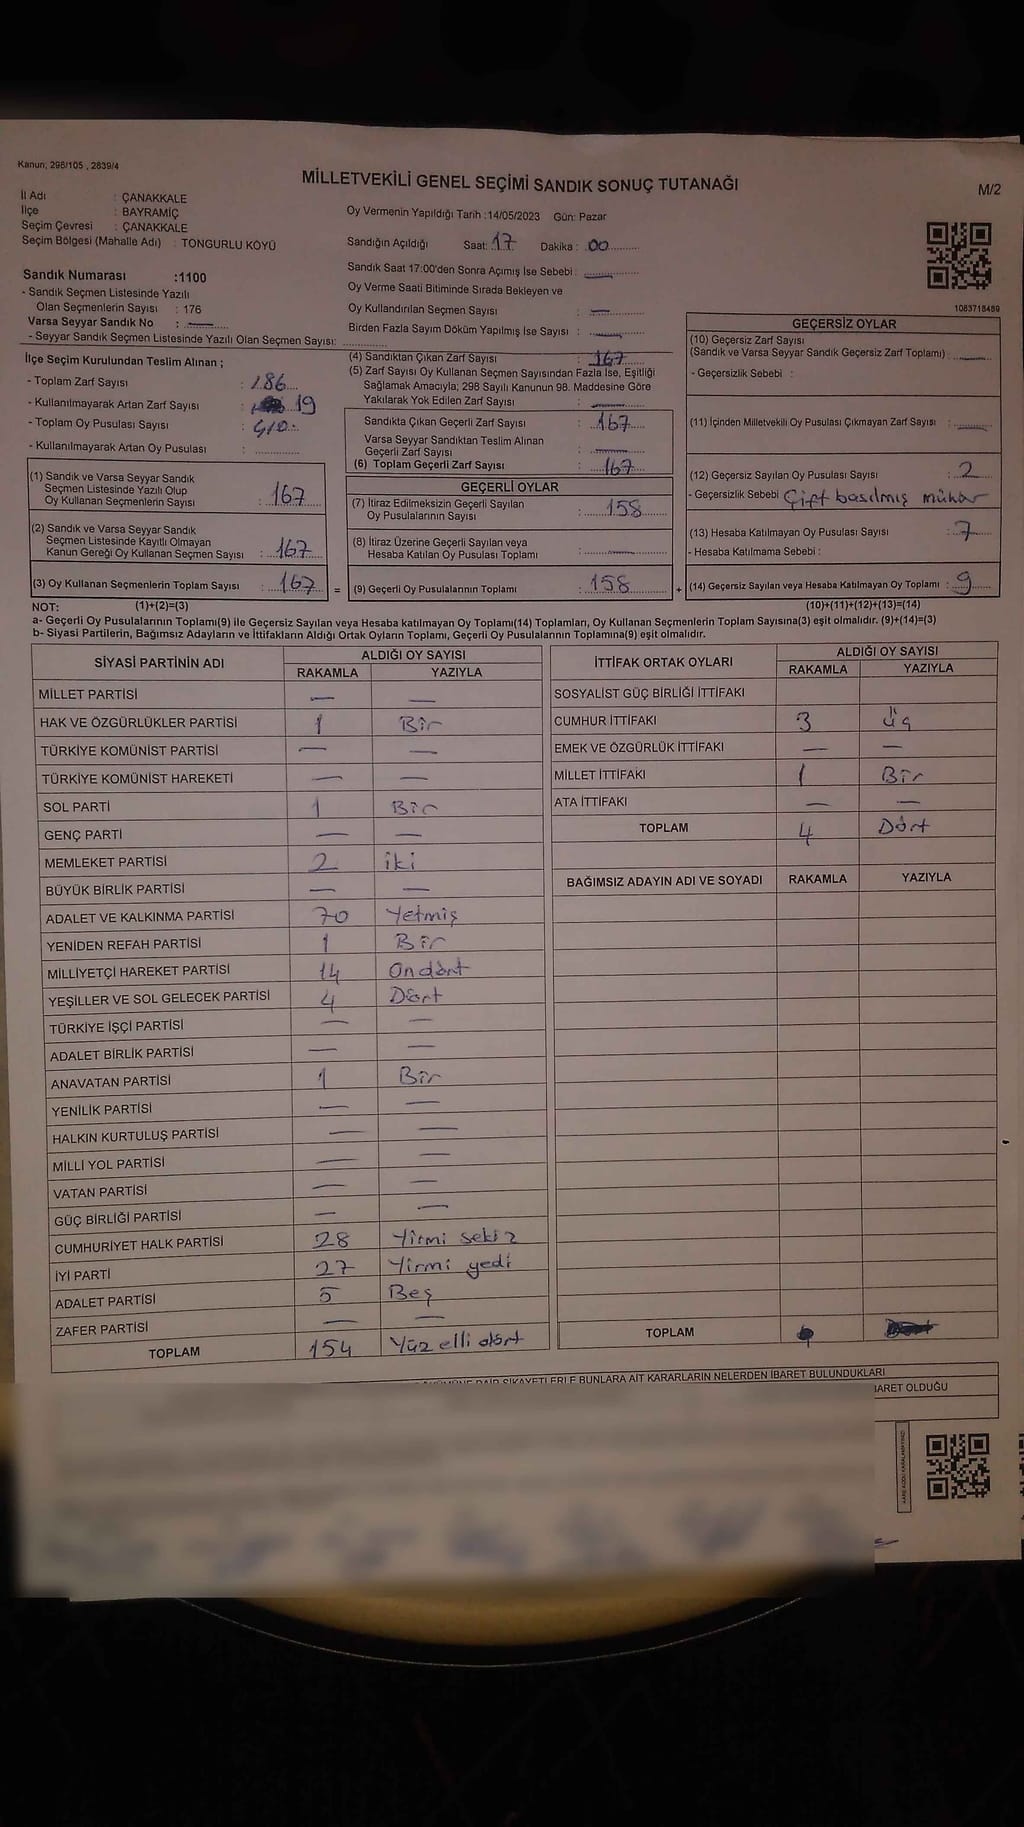 Kanun, 298/105 , 2839/4
MİLLETVEKİLİ GENEL SEÇİMİ SANDIK SONUÇ TUTANAĞI
M/2
İl Adı : ÇANAKKALE
İlçe : BAYRAMİÇ
Seçim Çevresi : ÇANAKKALE
Seçim Bölgesi (Mahalle Adı) : TONGURLU KÖYÜ
Sandık Numarası :1100
- Sandık Seçmen Listesinde Yazılı
Olan Seçmenlerin Sayısı : 176
Varsa Seyyar Sandık No : —
- Seyyar Sandık Seçmen Listesinde Yazılı Olan Seçmen Sayısı:
Oy Vermenin Yapıldığı Tarih :14/05/2023 Gün: Pazar
Sandığın Açıldığı Saat: 17 Dakika : 00
Sandık Saat 17:00'den Sonra Açımış İse Sebebi : —
Oy Verme Saati Bitiminde Sırada Bekleyen ve
Oy Kullandırılan Seçmen Sayısı : —
Birden Fazla Sayım Döküm Yapılmış İse Sayısı : —
1083718489
İlçe Seçim Kurulundan Teslim Alınan ;
- Toplam Zarf Sayısı : 186
- Kullanılmayarak Artan Zarf Sayısı : 19
- Toplam Oy Pusulası Sayısı : 410
- Kullanılmayarak Artan Oy Pusulası :
(1) Sandık ve Varsa Seyyar Sandık
Seçmen Listesinde Yazılı Olup
Oy Kullanan Seçmenlerin Sayısı : 167
(2) Sandık ve Varsa Seyyar Sandık
Seçmen Listesinde Kayıtlı Olmayan
Kanun Gereği Oy Kullanan Seçmen Sayısı : 167
(3) Oy Kullanan Seçmenlerin Toplam Sayısı : 167 =
(4) Sandıktan Çıkan Zarf Sayısı : 167
(5) Zarf Sayısı Oy Kullanan Seçmen Sayısından Fazla İse, Eşitliği
Sağlamak Amacıyla; 298 Sayılı Kanunun 98. Maddesine Göre
Yakılarak Yok Edilen Zarf Sayısı : —
Sandıkta Çıkan Geçerli Zarf Sayısı : 167
Varsa Seyyar Sandıktan Teslim Alınan
Geçerli Zarf Sayısı : —
(6) Toplam Geçerli Zarf Sayısı : 167
GEÇERLİ OYLAR
(7) İtiraz Edilmeksizin Geçerli Sayılan
Oy Pusulalarının Sayısı : 158
(8) İtiraz Üzerine Geçerli Sayılan veya
Hesaba Katılan Oy Pusulası Toplamı : —
(9) Geçerli Oy Pusulalarının Toplamı : 158 +
GEÇERSİZ OYLAR
(10) Geçersiz Zarf Sayısı
(Sandık ve Varsa Seyyar Sandık Geçersiz Zarf Toplamı) : —
- Geçersizlik Sebebi :
(11) İçinden Milletvekili Oy Pusulası Çıkmayan Zarf Sayısı : —
(12) Geçersiz Sayılan Oy Pusulası Sayısı : 2
- Geçersizlik Sebebi Çift basılmış mühür
(13) Hesaba Katılmayan Oy Pusulası Sayısı : 7
- Hesaba Katılmama Sebebi :
(14) Geçersiz Sayılan veya Hesaba Katılmayan Oy Toplamı : 9
NOT: (1)+(2)=(3) (10)+(11)+(12)+(13)=(14)
a- Geçerli Oy Pusulalarının Toplamı(9) ile Geçersiz Sayılan veya Hesaba katılmayan Oy Toplamı(14) Toplamları, Oy Kullanan Seçmenlerin Toplam Sayısına(3) eşit olmalıdır. (9)+(14)=(3)
b- Siyasi Partilerin, Bağımsız Adayların ve İttifakların Aldığı Ortak Oyların Toplamı, Geçerli Oy Pusulalarının Toplamına(9) eşit olmalıdır.
SİYASİ PARTİNİN ADI ALDIĞI OY SAYISI
RAKAMLA YAZIYLA
MİLLET PARTİSİ — —
HAK VE ÖZGÜRLÜKLER PARTİSİ 1 Bir
TÜRKİYE KOMÜNİST PARTİSİ — —
TÜRKİYE KOMÜNİST HAREKETİ — —
SOL PARTİ 1 Bir
GENÇ PARTİ — —
MEMLEKET PARTİSİ 2 iki
BÜYÜK BİRLİK PARTİSİ — —
ADALET VE KALKINMA PARTİSİ 70 Yetmiş
YENİDEN REFAH PARTİSİ 1 Bir
MİLLİYETÇİ HAREKET PARTİSİ 14 Ondört
YEŞİLLER VE SOL GELECEK PARTİSİ 4 Dört
TÜRKİYE İŞÇİ PARTİSİ — —
ADALET BİRLİK PARTİSİ — —
ANAVATAN PARTİSİ 1 Bir
YENİLİK PARTİSİ — —
HALKIN KURTULUŞ PARTİSİ — —
MİLLİ YOL PARTİSİ — —
VATAN PARTİSİ — —
GÜÇ BİRLİĞİ PARTİSİ — —
CUMHURİYET HALK PARTİSİ 28 Yirmi sekiz
İYİ PARTİ 27 Yirmi yedi
ADALET PARTİSİ 5 Beş
ZAFER PARTİSİ — —
TOPLAM 154 Yüz elli dört
İTTİFAK ORTAK OYLARI ALDIĞI OY SAYISI
RAKAMLA YAZIYLA
SOSYALİST GÜÇ BİRLİĞİ İTTİFAKI
CUMHUR İTTİFAKI 3 Üç
EMEK VE ÖZGÜRLÜK İTTİFAKI — —
MİLLET İTTİFAKI 1 Bir
ATA İTTİFAKI — —
TOPLAM 4 Dört
BAĞIMSIZ ADAYIN ADI VE SOYADI RAKAMLA YAZIYLA
TOPLAM
DAİR ŞİKAYETLERLE BUNLARA AİT KARARLARIN NELERDEN İBARET BULUNDUKLARI
İBARET OLDUĞU